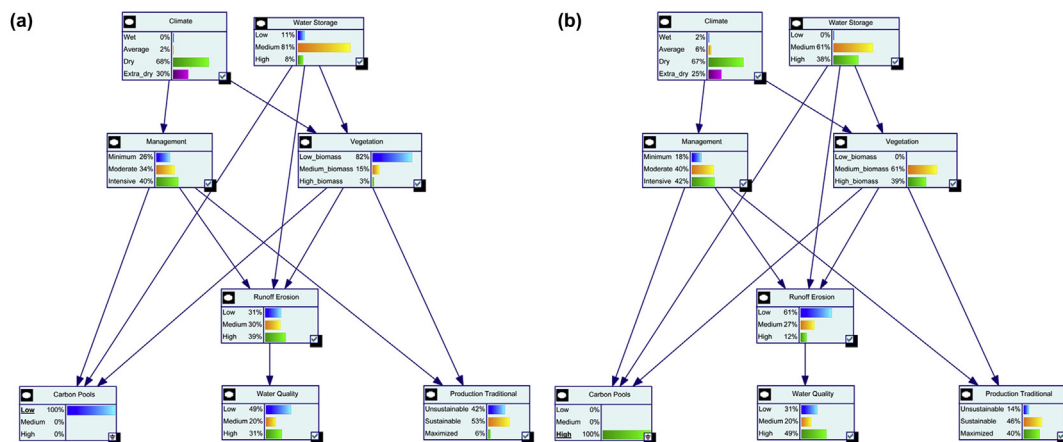 (a)
Climate
Wet 0%
Average 2%
Dry 68%
Extra_dry 30%
Water Storage
Low 11%
Medium 81%
High 8%
Management
Minimum 26%
Moderate 34%
Intensive 40%
Vegetation
Low_biomass 82%
Medium_biomass 15%
High_biomass 3%
Runoff Erosion
Low 31%
Medium 30%
High 39%
Carbon Pools
Low 100%
Medium 0%
High 0%
Water Quality
Low 49%
Medium 20%
High 31%
Production Traditional
Unsustainable 42%
Sustainable 53%
Maximized 6%
(b)
Climate
Wet 2%
Average 6%
Dry 67%
Extra_dry 25%
Water Storage
Low 0%
Medium 61%
High 38%
Management
Minimum 18%
Moderate 40%
Intensive 42%
Vegetation
Low_biomass 0%
Medium_biomass 61%
High_biomass 39%
Runoff Erosion
Low 61%
Medium 27%
High 12%
Carbon Pools
Low 0%
Medium 0%
High 100%
Water Quality
Low 31%
Medium 20%
High 49%
Production Traditional
Unsustainable 14%
Sustainable 46%
Maximized 40%